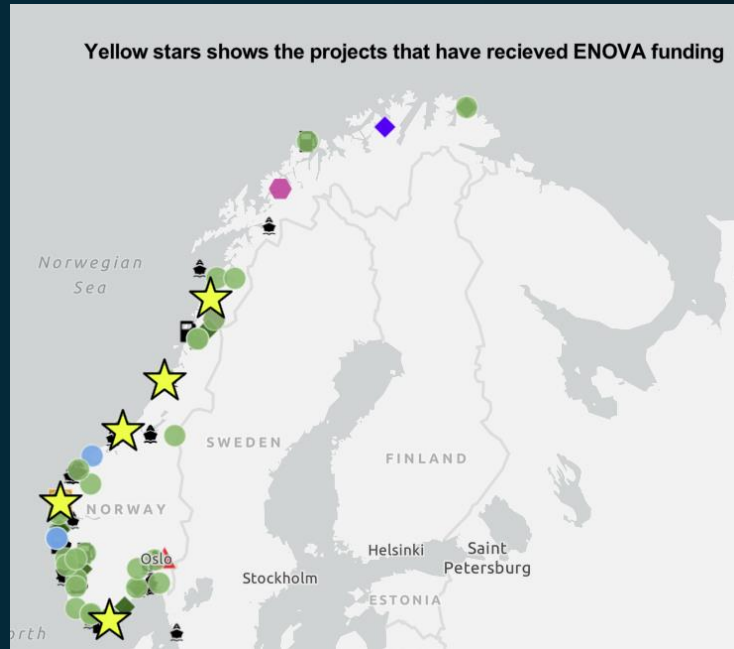 Yellow stars shows the projects that have recieved ENOVA funding
Norwegian
Sea
SWEDEN
FINLAND
NORWAY
Oslo
Helsinki
Saint
Petersburg
Stockholm
ESTONIA
orth